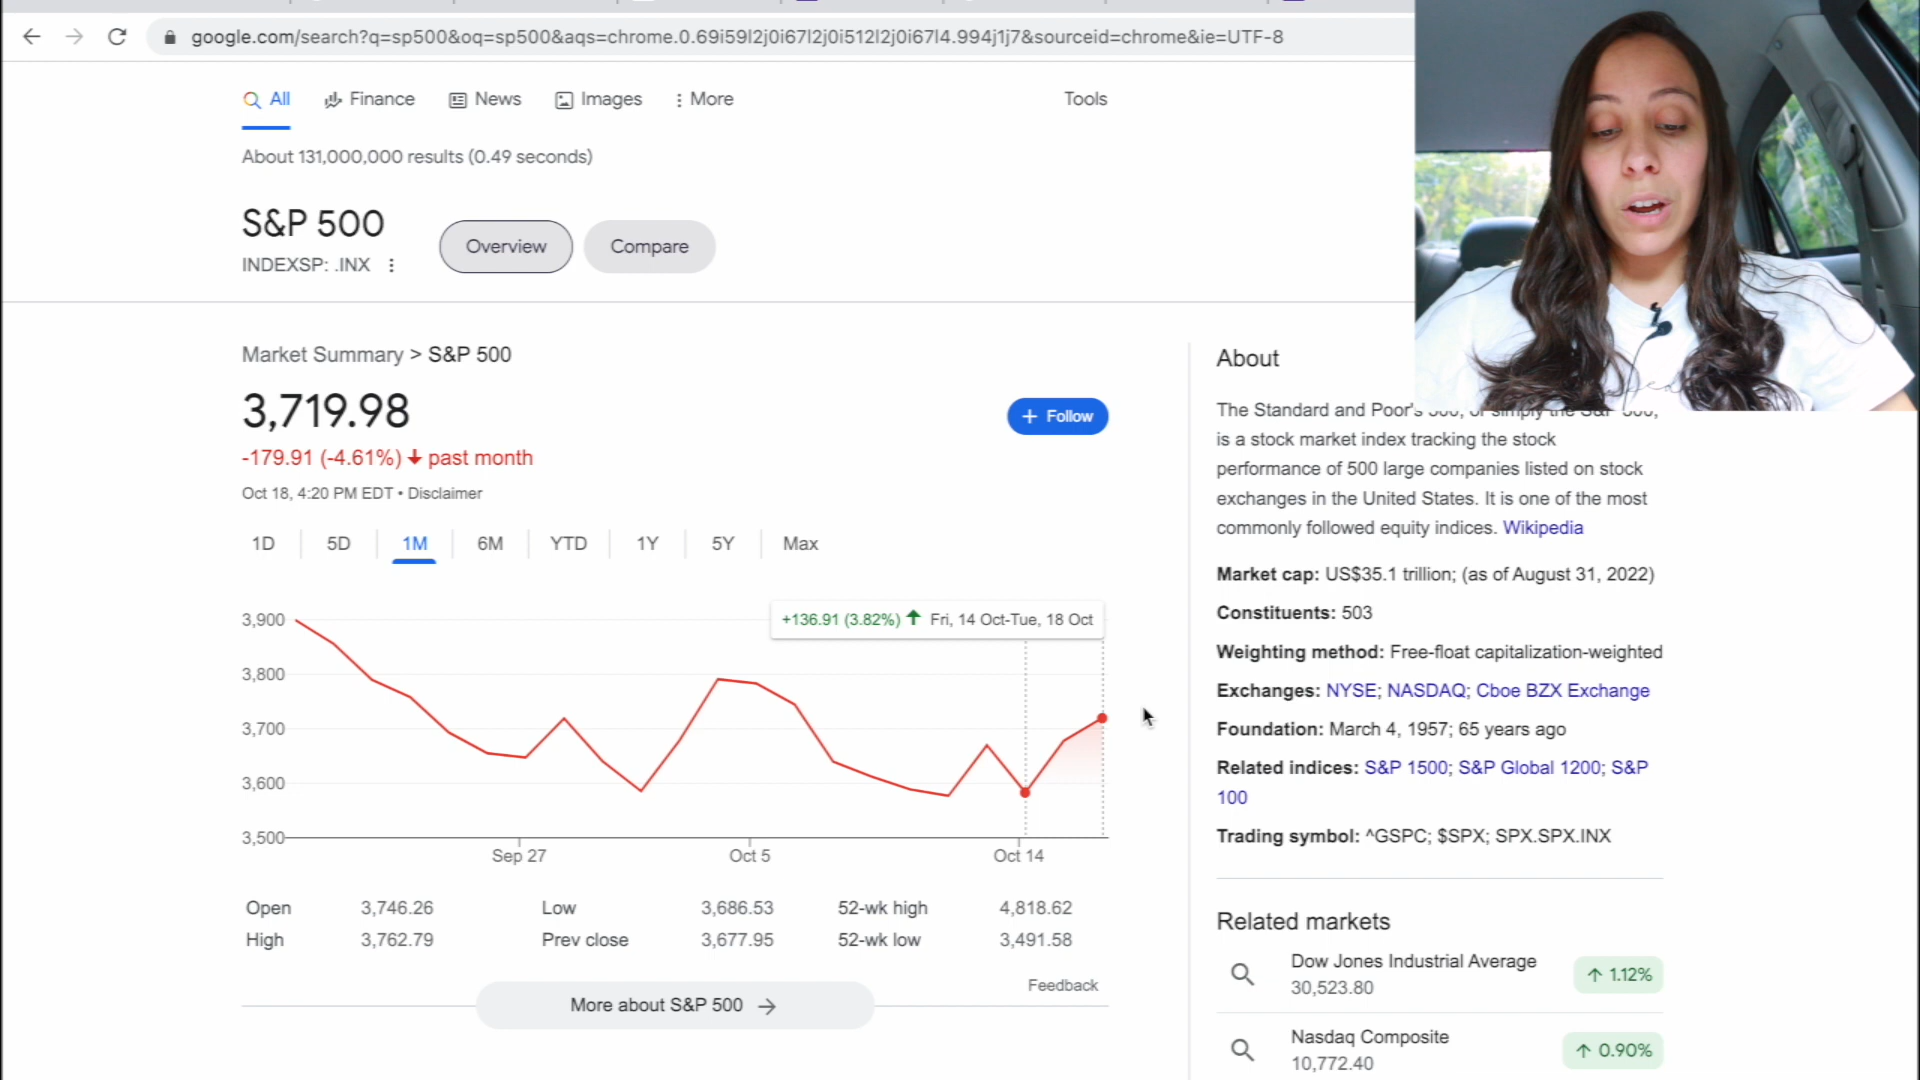 google.com/search?q=sp500&oq=sp500&aqs=chrome.0.69i59l2j0i67l2j0i512l2j0i67l4.994j1j7&sourceid=chrome&ie=UTF-8
All Finance News Images More Tools
About 131,000,000 results (0.49 seconds)
S&P 500
INDEXSP: .INX
Overview Compare
Market Summary > S&P 500
3,719.98
+ Follow
-179.91 (-4.61%) ↓ past month
Oct 18, 4:20 PM EDT • Disclaimer
1D 5D 1M 6M YTD 1Y 5Y Max
+136.91 (3.82%) ↑ Fri, 14 Oct-Tue, 18 Oct
3,900
3,800
3,700
3,600
3,500
Sep 27 Oct 5 Oct 14
Open 3,746.26 Low 3,686.53 52-wk high 4,818.62
High 3,762.79 Prev close 3,677.95 52-wk low 3,491.58
Feedback
More about S&P 500 →
About
The Standard and Poor's 500, or simply the S&P 500,
is a stock market index tracking the stock
performance of 500 large companies listed on stock
exchanges in the United States. It is one of the most
commonly followed equity indices. Wikipedia
Market cap: US$35.1 trillion; (as of August 31, 2022)
Constituents: 503
Weighting method: Free-float capitalization-weighted
Exchanges: NYSE; NASDAQ; Cboe BZX Exchange
Foundation: March 4, 1957; 65 years ago
Related indices: S&P 1500; S&P Global 1200; S&P
100
Trading symbol: ^GSPC; $SPX; SPX.SPX.INX
Related markets
Dow Jones Industrial Average
30,523.80
↑ 1.12%
Nasdaq Composite
10,772.40
↑ 0.90%